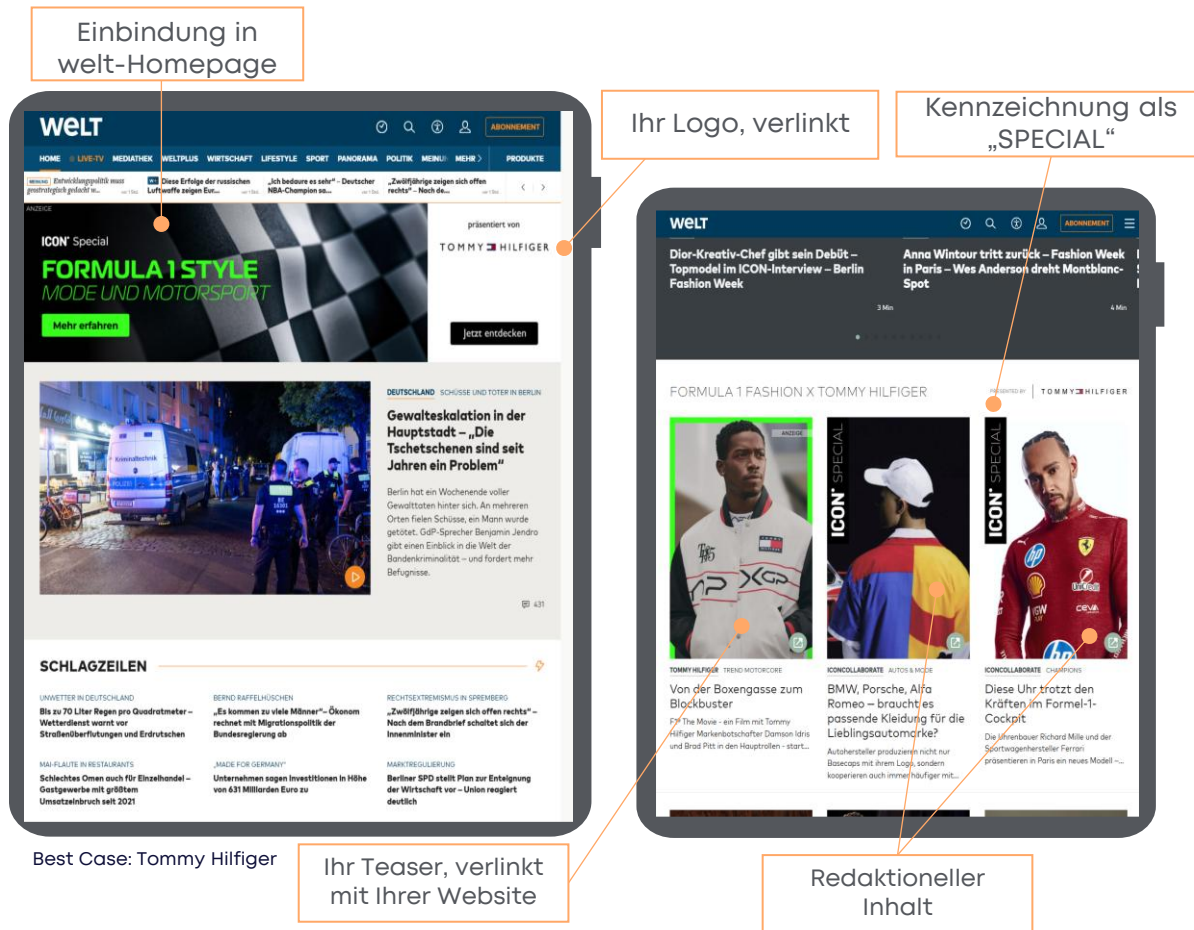 Einbindung in
welt-Homepage
Ihr Logo, verlinkt
Kennzeichnung als
„SPECIAL“
welt
ABONNEMENT
HOME LIVE-TV MEDIATHEK WELTPLUS WIRTSCHAFT LIFESTYLE SPORT PANORAMA POLITIK MEINU MEHR PRODUKTE
MEINUNG Entwicklungspolitik muss
geostrategisch gedacht w...
Diese Erfolge der russischen
Luftwaffe zeigen Eur...
„Ich bedaure es sehr“ – Deutscher
NBA-Champion sa...
„Zwölfjährige zeigen sich offen
rechts“ – Nach de...
ANZEIGE
ICON Special
FORMULA 1 STYLE
MODE UND MOTORSPORT
Mehr erfahren
präsentiert von
TOMMY HILFIGER
Jetzt entdecken
DEUTSCHLAND SCHÜSSE UND TOTER IN BERLIN
Gewalteskalation in der
Hauptstadt – „Die
Tschetschenen sind seit
Jahren ein Problem“
Berlin hat ein Wochenende voller
Gewalttaten hinter sich. An mehreren
Orten fielen Schüsse, ein Mann wurde
getötet. GdP-Sprecher Benjamin Jendro
gibt einen Einblick in die Welt der
Bandenkriminalität – und fordert mehr
Befugnisse.
431
Kriminaltechnik
POLIZEI
SCHLAGZEILEN
UNWETTER IN DEUTSCHLAND
Bis zu 70 Liter Regen pro Quadratmeter –
Wetterdienst warnt vor
Straßenüberflutungen und Erdrutschen
BERND RAFFELHÜSCHEN
„Es kommen zu viele Männer“– Ökonom
rechnet mit Migrationspolitik der
Bundesregierung ab
RECHTSEXTREMISMUS IN SPREMBERG
„Zwölfjährige zeigen sich offen rechts“ –
Nach dem Brandbrief schaltet sich der
Innenminister ein
MAI-FLAUTE IN RESTAURANTS
Schlechtes Omen auch für Einzelhandel –
Gastgewerbe mit größtem
Umsatzeinbruch seit 2021
„MADE FOR GERMANY“
Unternehmen sagen Investitionen in Höhe
von 631 Milliarden Euro zu
MARKTREGULIERUNG
Berliner SPD stellt Plan zur Enteignung
der Wirtschaft vor – Union reagiert
deutlich
Best Case: Tommy Hilfiger
welt
ABONNEMENT
Dior-Kreativ-Chef gibt sein Debüt –
Topmodel im ICON-Interview – Berlin
Fashion Week
3 Min
Anna Wintour tritt zurück – Fashion Week
in Paris – Wes Anderson dreht Montblanc-
Spot
4 Min
FORMULA 1 FASHION X TOMMY HILFIGER
PRESENTED BY TOMMY HILFIGER
ANZEIGE
ICON SPECIAL
ICON SPECIAL
hp
Shell
UniCredit
VGW
PLAY
ceva
hp
TOMMY HILFIGER TREND MOTORCORE
Von der Boxengasse zum
Blockbuster
The Movie - ein Film mit Tommy
Hilfiger Markenbotschafter Damson Idris
und Brad Pitt in den Hauptrollen - start...
ICONCOLLABORATE AUTOS & MODE
BMW, Porsche, Alfa
Romeo – braucht es
passende Kleidung für die
Lieblingsautomarke?
Autohersteller produzieren nicht nur
Basecaps mit ihrem Logo, sondern
kooperieren auch immer häufiger mit...
ICONCOLLABORATE CHAMPIONS
Diese Uhr trotzt den
Kräften im Formel-1-
Cockpit
Die Uhrenbauer Richard Mille und der
Sportwagenhersteller Ferrari
präsentieren in Paris ein neues Modell –...
Ihr Teaser, verlinkt
mit Ihrer Website
Redaktioneller
Inhalt